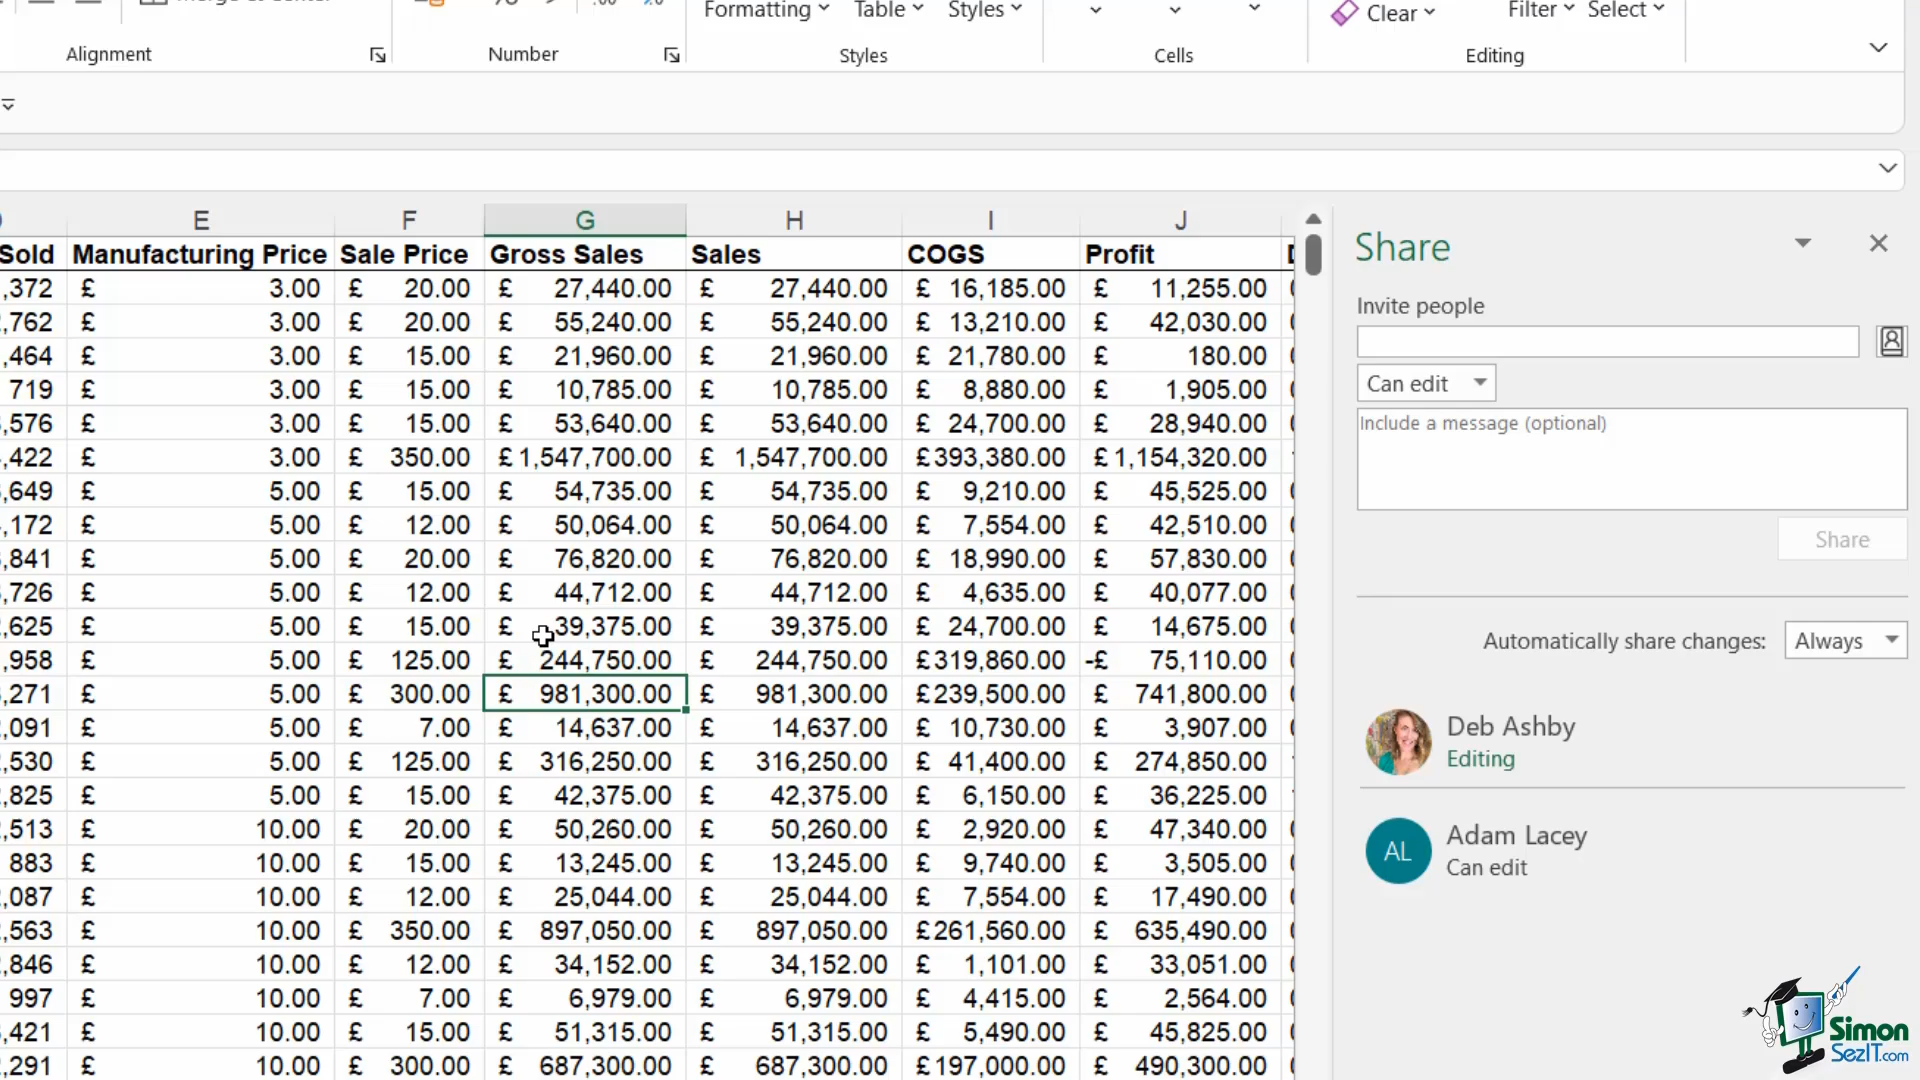 Formatting Table Styles Clear Filter Select
Alignment Number Styles Cells Editing
E F G H I J
Sold Manufacturing Price Sale Price Gross Sales Sales COGS Profit
,372 £ 3.00 £ 20.00 £ 27,440.00 £ 27,440.00 £ 16,185.00 £ 11,255.00
,762 £ 3.00 £ 20.00 £ 55,240.00 £ 55,240.00 £ 13,210.00 £ 42,030.00
,464 £ 3.00 £ 15.00 £ 21,960.00 £ 21,960.00 £ 21,780.00 £ 180.00
719 £ 3.00 £ 15.00 £ 10,785.00 £ 10,785.00 £ 8,880.00 £ 1,905.00
,576 £ 3.00 £ 15.00 £ 53,640.00 £ 53,640.00 £ 24,700.00 £ 28,940.00
,422 £ 3.00 £ 350.00 £ 1,547,700.00 £ 1,547,700.00 £ 393,380.00 £ 1,154,320.00
,649 £ 5.00 £ 15.00 £ 54,735.00 £ 54,735.00 £ 9,210.00 £ 45,525.00
,172 £ 5.00 £ 12.00 £ 50,064.00 £ 50,064.00 £ 7,554.00 £ 42,510.00
,841 £ 5.00 £ 20.00 £ 76,820.00 £ 76,820.00 £ 18,990.00 £ 57,830.00
,726 £ 5.00 £ 12.00 £ 44,712.00 £ 44,712.00 £ 4,635.00 £ 40,077.00
,625 £ 5.00 £ 15.00 £ 39,375.00 £ 39,375.00 £ 24,700.00 £ 14,675.00
,958 £ 5.00 £ 125.00 £ 244,750.00 £ 244,750.00 £ 319,860.00 -£ 75,110.00
,271 £ 5.00 £ 300.00 £ 981,300.00 £ 981,300.00 £ 239,500.00 £ 741,800.00
,091 £ 5.00 £ 7.00 £ 14,637.00 £ 14,637.00 £ 10,730.00 £ 3,907.00
,530 £ 5.00 £ 125.00 £ 316,250.00 £ 316,250.00 £ 41,400.00 £ 274,850.00
,825 £ 5.00 £ 15.00 £ 42,375.00 £ 42,375.00 £ 6,150.00 £ 36,225.00
,513 £ 10.00 £ 20.00 £ 50,260.00 £ 50,260.00 £ 2,920.00 £ 47,340.00
883 £ 10.00 £ 15.00 £ 13,245.00 £ 13,245.00 £ 9,740.00 £ 3,505.00
,087 £ 10.00 £ 12.00 £ 25,044.00 £ 25,044.00 £ 7,554.00 £ 17,490.00
,563 £ 10.00 £ 350.00 £ 897,050.00 £ 897,050.00 £ 261,560.00 £ 635,490.00
,846 £ 10.00 £ 12.00 £ 34,152.00 £ 34,152.00 £ 1,101.00 £ 33,051.00
997 £ 10.00 £ 7.00 £ 6,979.00 £ 6,979.00 £ 4,415.00 £ 2,564.00
,421 £ 10.00 £ 15.00 £ 51,315.00 £ 51,315.00 £ 5,490.00 £ 45,825.00
,291 £ 10.00 £ 300.00 £ 687,300.00 £ 687,300.00 £ 197,000.00 £ 490,300.00
Share
Invite people
Can edit
Include a message (optional)
Share
Automatically share changes: Always
Deb Ashby
Editing
AL
Adam Lacey
Can edit
Simon
SezIT.com